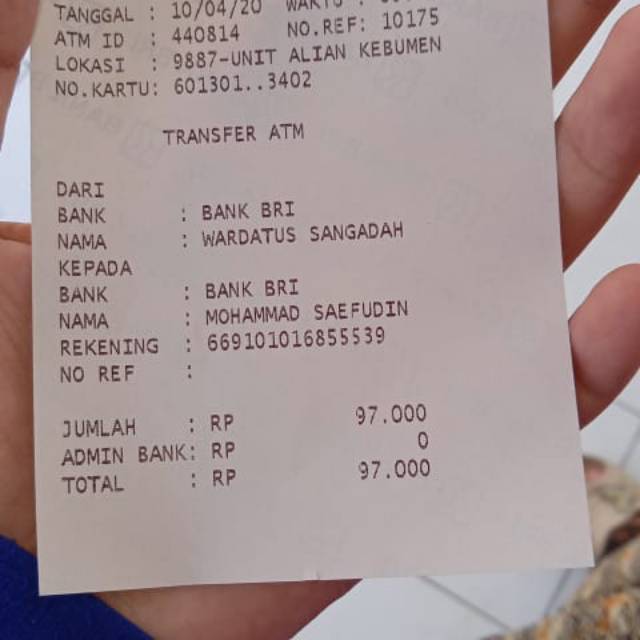 TANGGAL : 10/04/20 WAKTU :
ATM ID : 440814 NO.REF: 10175
LOKASI : 9887-UNIT ALIAN KEBUMEN
NO.KARTU: 601301..3402
TRANSFER ATM
DARI
BANK : BANK BRI
NAMA : WARDATUS SANGADAH
KEPADA
BANK : BANK BRI
NAMA : MOHAMMAD SAEFUDIN
REKENING : 669101016855539
NO REF :
JUMLAH : RP 97.000
ADMIN BANK: RP 0
TOTAL : RP 97.000